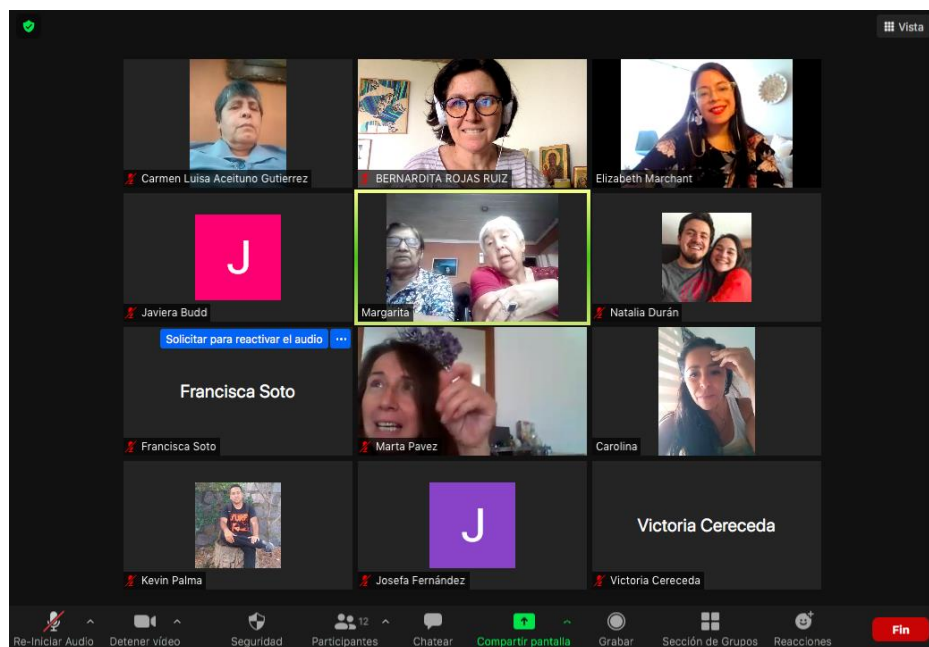 Vista
Carmen Luisa Aceituno Gutierrez
BERNARDITA ROJAS RUIZ
Elizabeth Marchant
J
Javiera Budd
Margarita
Natalia Durán
Solicitar para reactivar el audio ...
Francisca Soto
Francisca Soto
Marta Pavez
Carolina
Kevin Palma
J
Josefa Fernández
Victoria Cereceda
Victoria Cereceda
Re-Iniciar Audio
Detener vídeo
Seguridad
Participantes
12
Chatear
Compartir pantalla
Grabar
Sección de Grupos
Reacciones
Fin